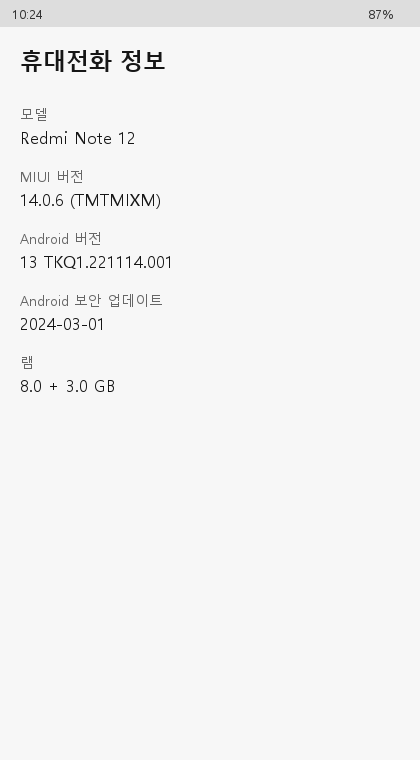 10:24 87%
휴대전화 정보
모델
Redmi Note 12
MIUI 버전
14.0.6 (TMTMIXM)
Android 버전
13 TKQ1.221114.001
Android 보안 업데이트
2024-03-01
램
8.0 + 3.0 GB